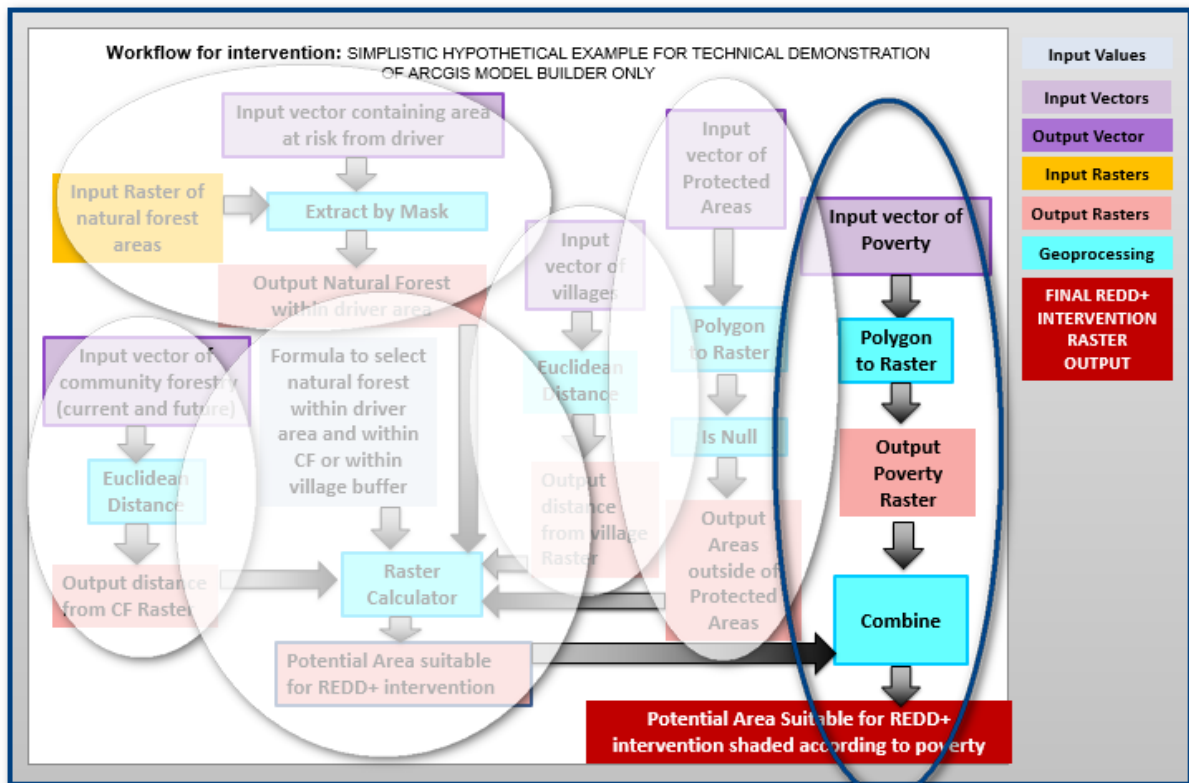 Workflow for intervention: SIMPLISTIC HYPOTHETICAL EXAMPLE FOR TECHNICAL DEMONSTRATION
OF ARCGIS MODEL BUILDER ONLY
Input vector containing area
at risk from driver
Input Raster of
natural forest
areas
Extract by Mask
Output Natural Forest
within driver area
Input vector of
community forestry
(current and future)
Euclidean
Distance
Output distance
from CF Raster
Formula to select
natural forest
within driver
area and within
CF or within
village buffer
Raster
Calculator
Potential Area suitable
for REDD+ intervention
Input
vector of
villages
Euclidean
Distance
Output
distance
from village
Raster
Input
vector of
Protected
Areas
Polygon
to Raster
Is Null
Output
Areas
outside of
Protected
Areas
Input vector of
Poverty
Polygon
to Raster
Output
Poverty
Raster
Combine
Potential Area Suitable for REDD+
intervention shaded according to poverty
Input Values
Input Vectors
Output Vector
Input Rasters
Output Rasters
Geoprocessing
FINAL REDD+
INTERVENTION
RASTER
OUTPUT